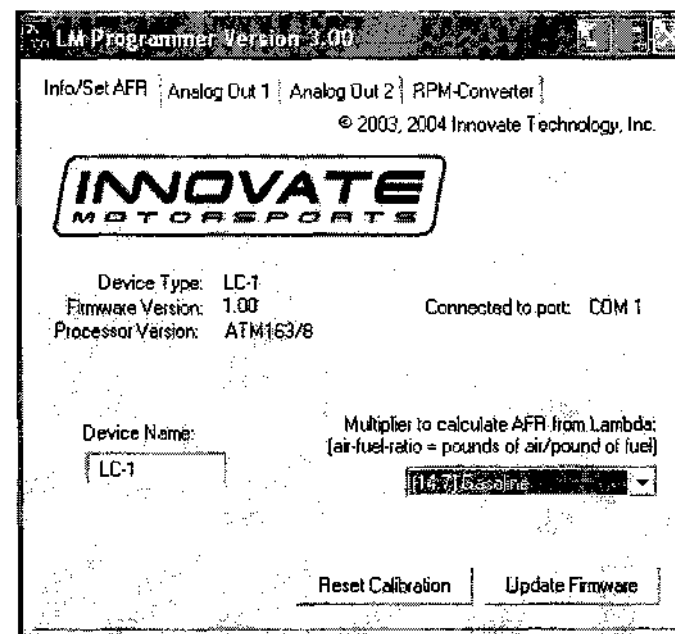 LM Programmer Version 3.00
Info/Set AFR Analog Out 1 Analog Out 2 RPM-Converter
© 2003, 2004 Innovate Technology, Inc.
INNOVATE
MOTORSPORTS
Device Type: LC-1
Firmware Version: 1.00 Connected to port: COM 1
Processor Version: ATM163/8
Device Name: Multiplier to calculate AFR from Lambda:
(air-fuel-ratio = pounds of air/pound of fuel)
LC-1 [14.7] Gasoline
Reset Calibration Update Firmware